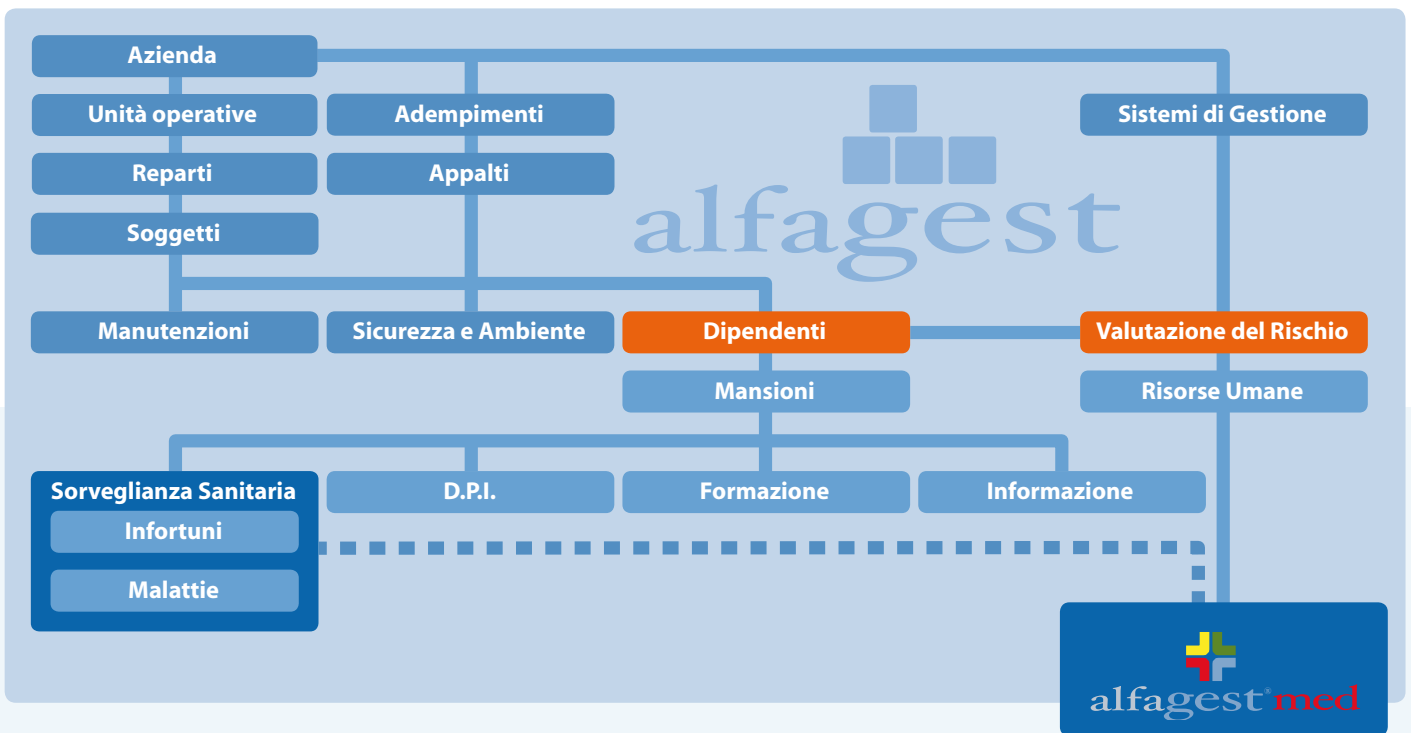 Azienda
Unità operative
Adempimenti
Sistemi di Gestione
Reparti
Appalti
alfagest
Soggetti
Manutenzioni
Sicurezza e Ambiente
Dipendenti
Valutazione del Rischio
Mansioni
Risorse Umane
Sorveglianza Sanitaria
D.P.I.
Formazione
Informazione
Infortuni
Malattie
alfagest®med